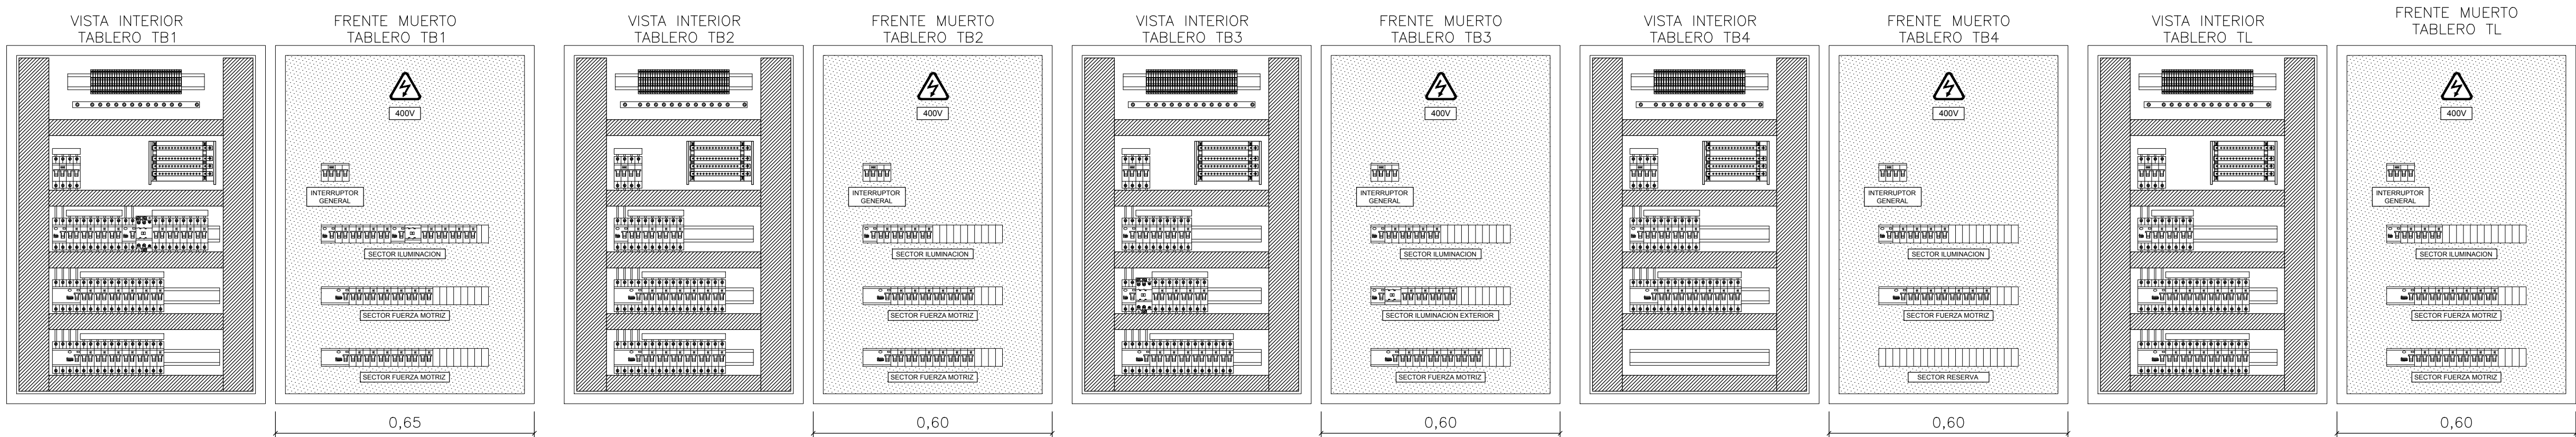 VISTA INTERIOR
TABLERO TB1
FRENTE MUERTO
TABLERO TB1
400V
INTERRUPTOR
GENERAL
SECTOR ILUMINACION
SECTOR FUERZA MOTRIZ
SECTOR FUERZA MOTRIZ
0,65
VISTA INTERIOR
TABLERO TB2
FRENTE MUERTO
TABLERO TB2
400V
INTERRUPTOR
GENERAL
SECTOR ILUMINACION
SECTOR FUERZA MOTRIZ
SECTOR FUERZA MOTRIZ
0,60
VISTA INTERIOR
TABLERO TB3
FRENTE MUERTO
TABLERO TB3
400V
INTERRUPTOR
GENERAL
SECTOR ILUMINACION
SECTOR ILUMINACION EXTERIOR
SECTOR FUERZA MOTRIZ
0,60
VISTA INTERIOR
TABLERO TB4
FRENTE MUERTO
TABLERO TB4
400V
INTERRUPTOR
GENERAL
SECTOR ILUMINACION
SECTOR FUERZA MOTRIZ
SECTOR RESERVA
0,60
VISTA INTERIOR
TABLERO TL
FRENTE MUERTO
TABLERO TL
400V
INTERRUPTOR
GENERAL
SECTOR ILUMINACION
SECTOR FUERZA MOTRIZ
SECTOR FUERZA MOTRIZ
0,60